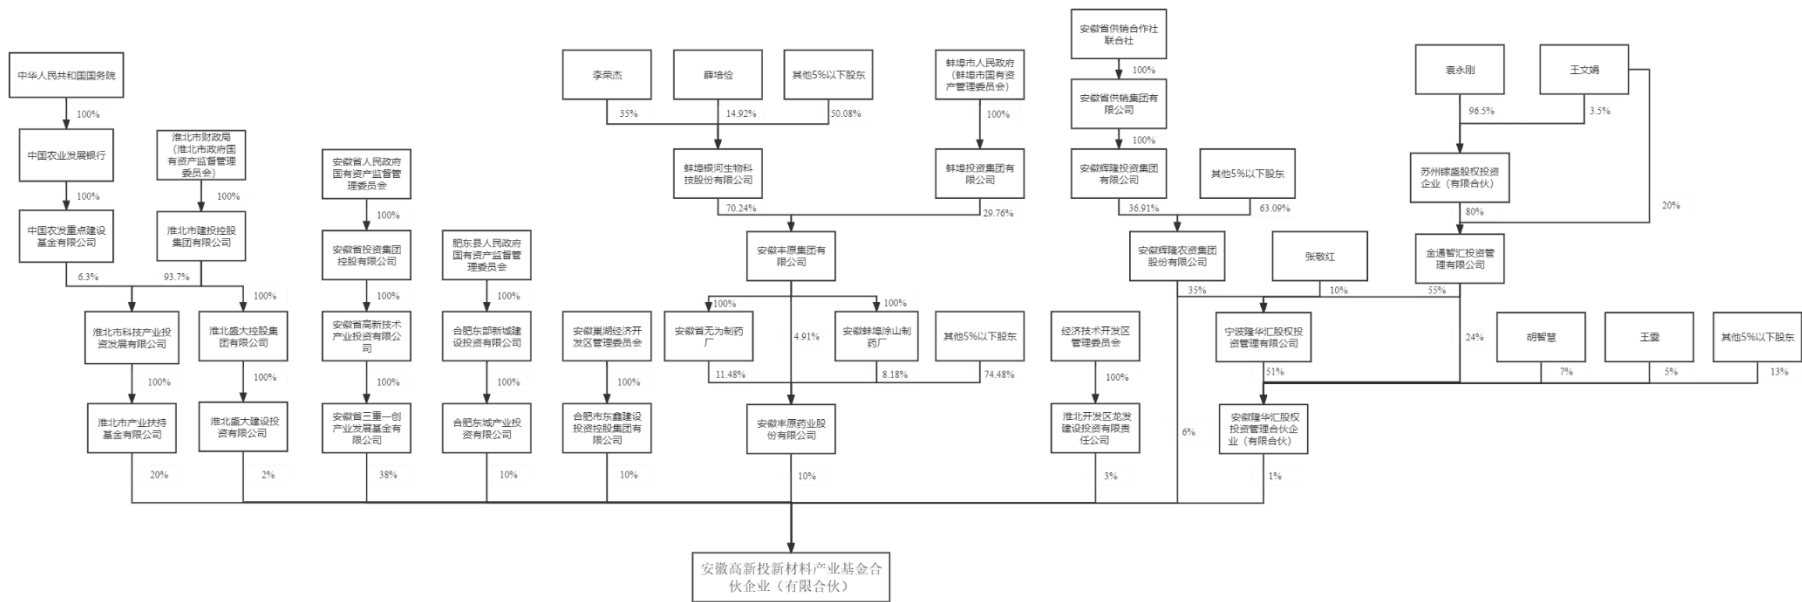 安徽省供销合作社
联合社
中华人民共和国国务院
李荣杰
薛培俭
其他5%以下股东
蚌埠市人民政府
（蚌埠市国有资
产管理委员会）
100%
袁永刚
王文娟
安徽省供销集团有
限公司
100%
35%
14.92%
50.08%
100%
100%
96.5%
3.5%
中国农业发展银行
淮北市财政局
（淮北市政府国
有资产监督管理
委员会）
安徽省人民政府
国有资产监督管
理委员会
蚌埠银河生物科
技股份有限公司
蚌埠投资集团有
限公司
安徽辉隆投资集
团有限公司
其他5%以下股东
苏州镓盛股权投资
企业（有限合伙）
100%
100%
70.24%
29.76%
36.91%
63.09%
80%
20%
中国农发重点建设
基金有限公司
淮北市建投控股
集团有限公司
100%
安徽省投资集团
控股有限公司
肥东县人民政府
国有资产监督管
理委员会
安徽丰原集团有
限公司
安徽辉隆农资集团
股份有限公司
张敬红
金通智汇投资管
理有限公司
6.3%
93.7%
100%
100%
100%
35%
10%
55%
100%
100%
4.91%
淮北市科技产业投
资发展有限公司
淮北盛大控股集
团有限公司
安徽省高新技术
产业投资有限公
司
合肥东部新城建
设投资有限公司
安徽巢湖经济开
发区管理委员会
安徽省无为制药
厂
安徽蚌埠涂山制
药厂
其他5%以下股东
经济技术开发区
管理委员会
宁波隆华汇股权投
资管理有限公司
24%
胡智慧
王雯
其他5%以下股东
100%
100%
100%
100%
100%
11.48%
8.18%
74.48%
100%
51%
7%
5%
13%
淮北市产业扶持
基金有限公司
淮北盛大建设投
资有限公司
安徽省三重一创
产业发展基金有
限公司
合肥东城产业投
资有限公司
合肥市东鑫建设
投资控股集团有
限公司
安徽丰原药业股
份有限公司
淮北开发区龙发
建设投资有限责
任公司
6%
安徽隆华汇股权
投资管理合伙企
业（有限合伙）
20%
2%
38%
10%
10%
10%
3%
1%
安徽高新投新材料产业基金合
伙企业（有限合伙）